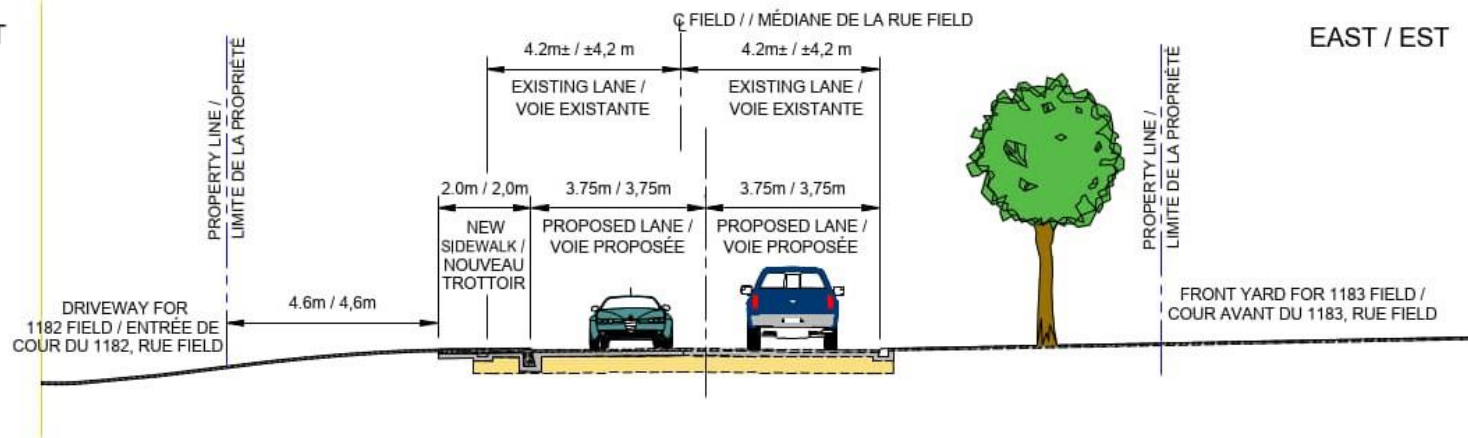 T
℄ FIELD / / MÉDIANE DE LA RUE FIELD
EAST / EST
4.2m± / ±4,2 m
4.2m± / ±4,2 m
EXISTING LANE /
VOIE EXISTANTE
EXISTING LANE /
VOIE EXISTANTE
PROPERTY LINE /
LIMITE DE LA PROPRIÉTÉ
2.0m / 2,0m
3.75m / 3,75m
3.75m / 3,75m
NEW
SIDEWALK /
NOUVEAU
TROTTOIR
PROPOSED LANE /
VOIE PROPOSÉE
PROPOSED LANE /
VOIE PROPOSÉE
PROPERTY LINE /
LIMITE DE LA PROPRIÉTÉ
4.6m / 4,6m
DRIVEWAY FOR
1182 FIELD / ENTRÉE DE
COUR DU 1182, RUE FIELD
FRONT YARD FOR 1183 FIELD /
COUR AVANT DU 1183, RUE FIELD